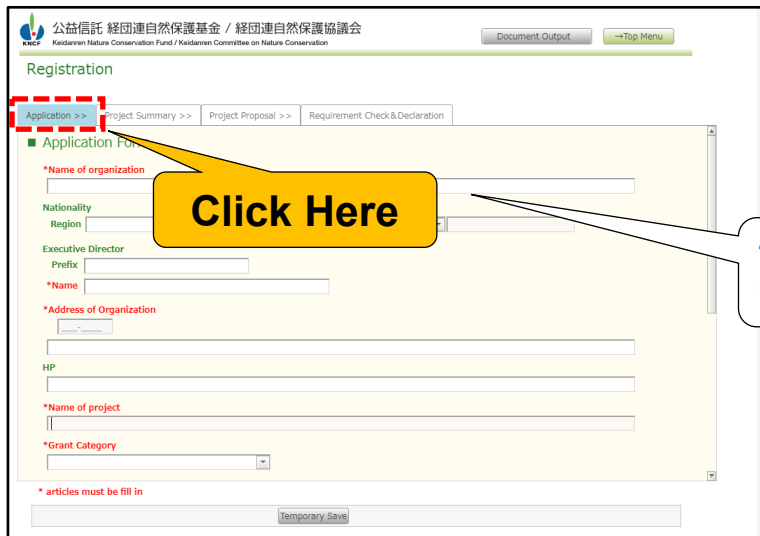 公益信託 経団連自然保護基金 / 経団連自然保護協議会
KNCF Keidanren Nature Conservation Fund / Keidanren Committee on Nature Conservation
Document Output
→Top Menu
Registration
Application >>
Project Summary >>
Project Proposal >>
Requirement Check&Declaration
■ Application For
*Name of organization
Click Here
Nationality
Region
Executive Director
Prefix
*Name
*Address of Organization
___-____
HP
*Name of project
*Grant Category
* articles must be fill in
Temporary Save